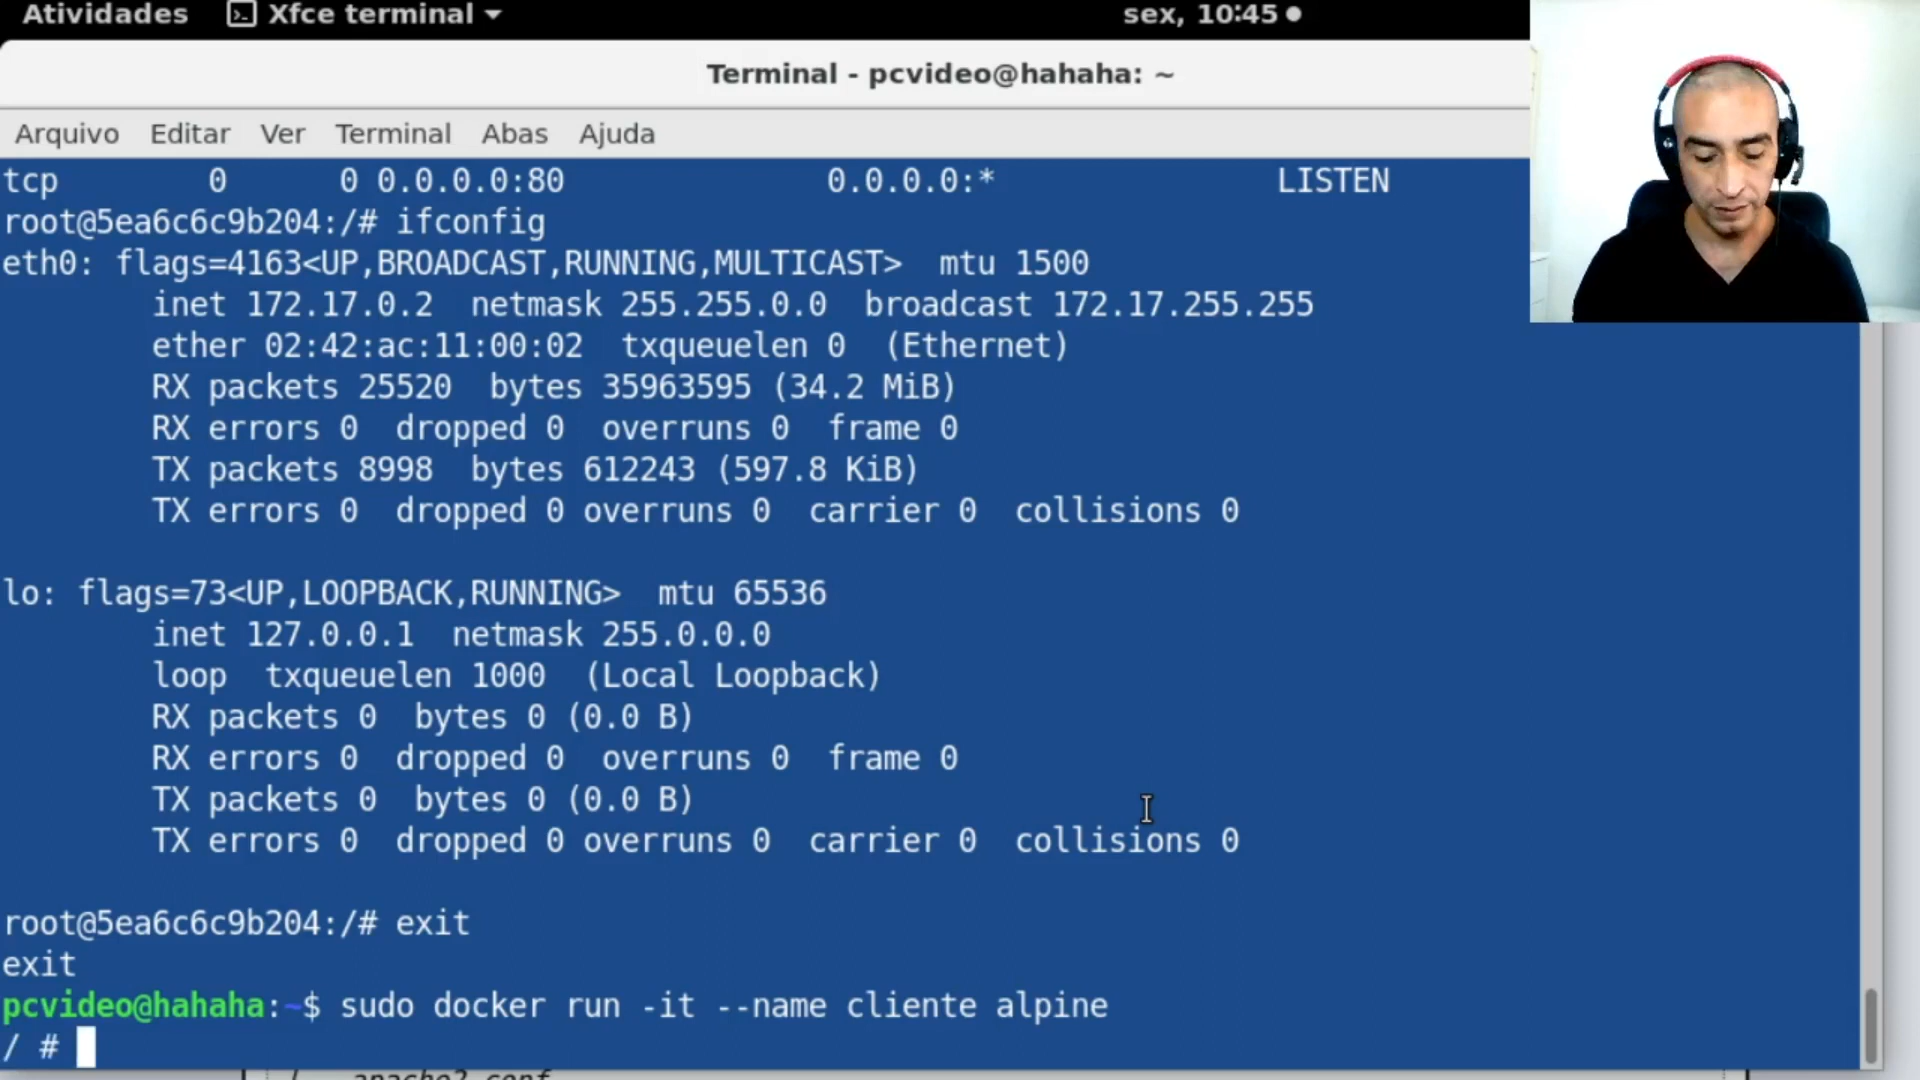 Atividades Xfce terminal sex, 10:45
Terminal - pcvideo@hahaha: ~
Arquivo Editar Ver Terminal Abas Ajuda
tcp 0 0 0.0.0.0:80 0.0.0.0:* LISTEN
root@5ea6c6c9b204:/# ifconfig
eth0: flags=4163<UP,BROADCAST,RUNNING,MULTICAST> mtu 1500
inet 172.17.0.2 netmask 255.255.0.0 broadcast 172.17.255.255
ether 02:42:ac:11:00:02 txqueuelen 0 (Ethernet)
RX packets 25520 bytes 35963595 (34.2 MiB)
RX errors 0 dropped 0 overruns 0 frame 0
TX packets 8998 bytes 612243 (597.8 KiB)
TX errors 0 dropped 0 overruns 0 carrier 0 collisions 0
lo: flags=73<UP,LOOPBACK,RUNNING> mtu 65536
inet 127.0.0.1 netmask 255.0.0.0
loop txqueuelen 1000 (Local Loopback)
RX packets 0 bytes 0 (0.0 B)
RX errors 0 dropped 0 overruns 0 frame 0
TX packets 0 bytes 0 (0.0 B)
TX errors 0 dropped 0 overruns 0 carrier 0 collisions 0
root@5ea6c6c9b204:/# exit
exit
pcvideo@hahaha:~$ sudo docker run -it --name cliente alpine
/ #
apache2.conf